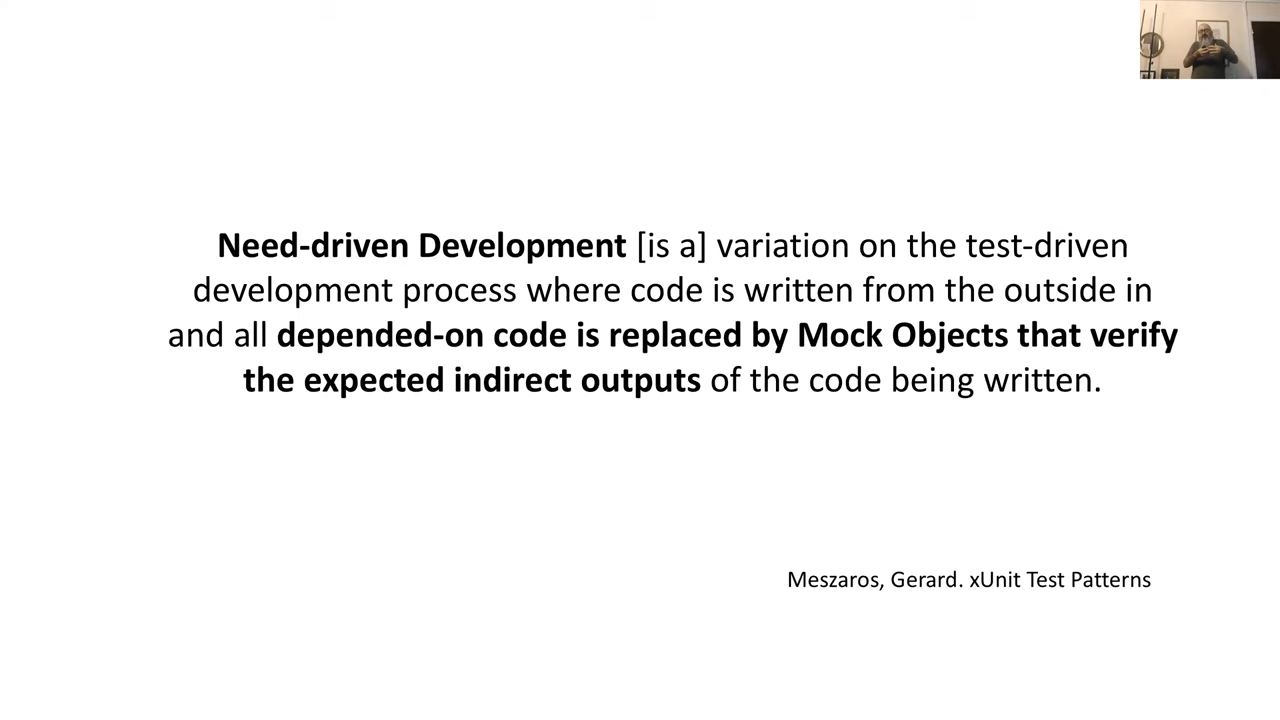 Need-driven Development [is a] variation on the test-driven
development process where code is written from the outside in
and all depended-on code is replaced by Mock Objects that verify
the expected indirect outputs of the code being written.
Meszaros, Gerard. xUnit Test Patterns